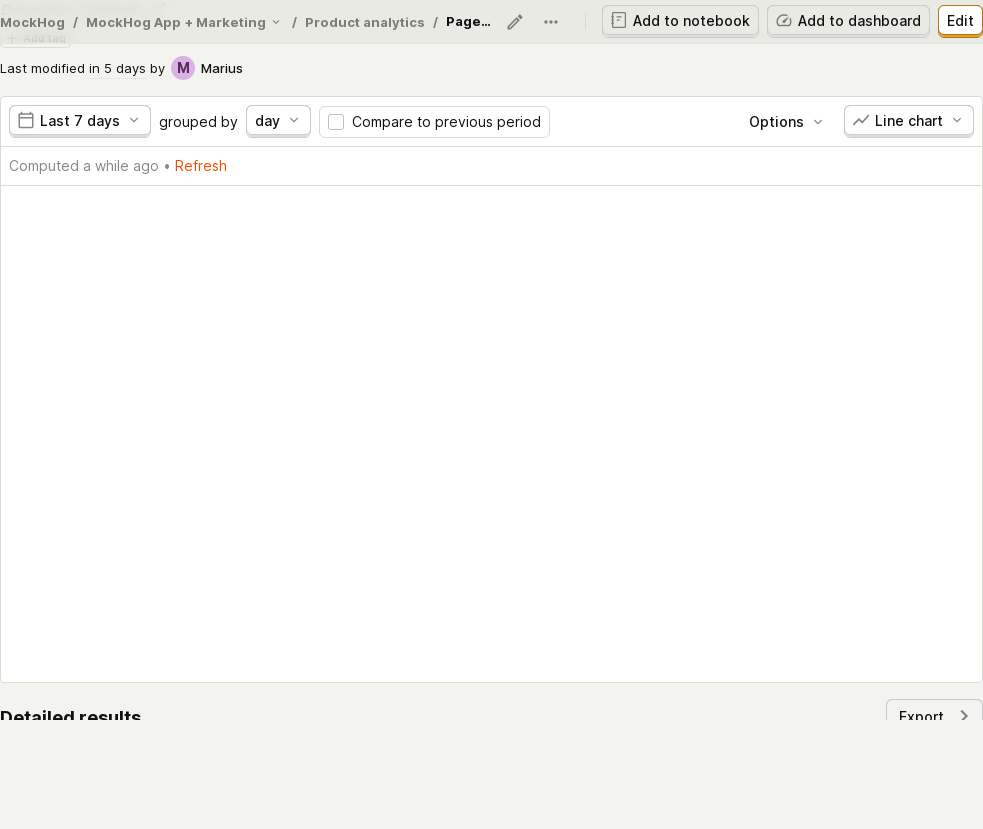 MockHog / MockHog App + Marketing / Product analytics / Page...
Add to notebook
Add to dashboard
Edit
Add tag
Last modified in 5 days by M Marius
Last 7 days grouped by day Compare to previous period Options Line chart
Computed a while ago • Refresh
Detailed results
Export